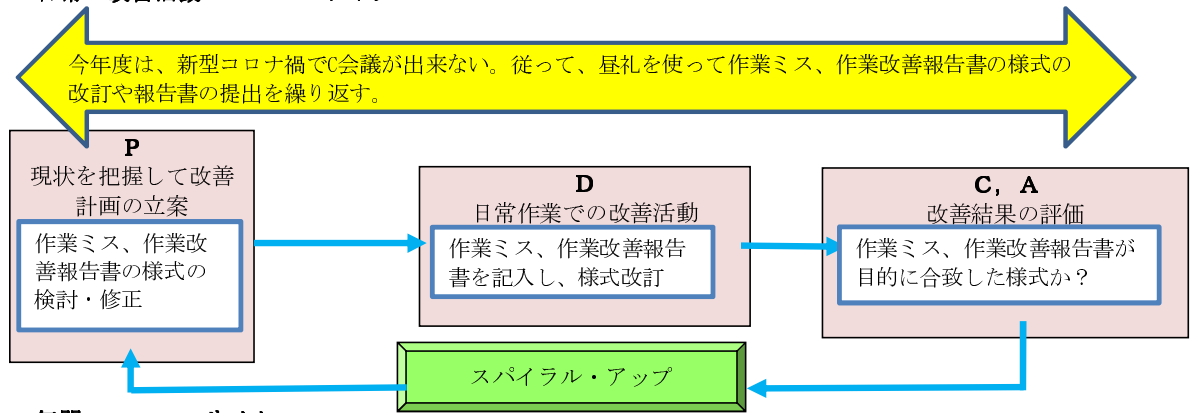 今年度は、新型コロナ禍でC会議が出来ない。従って、昼礼を使って作業ミス、作業改善報告書の様式の
改訂や報告書の提出を繰り返す。
P
現状を把握して改善
計画の立案
作業ミス、作業改
善報告書の様式の
検討・修正
D
日常作業での改善活動
作業ミス、作業改善報告
書を記入し、様式改訂
C, A
改善結果の評価
作業ミス、作業改善報告書が
目的に合致した様式か？
スパイラル・アップ